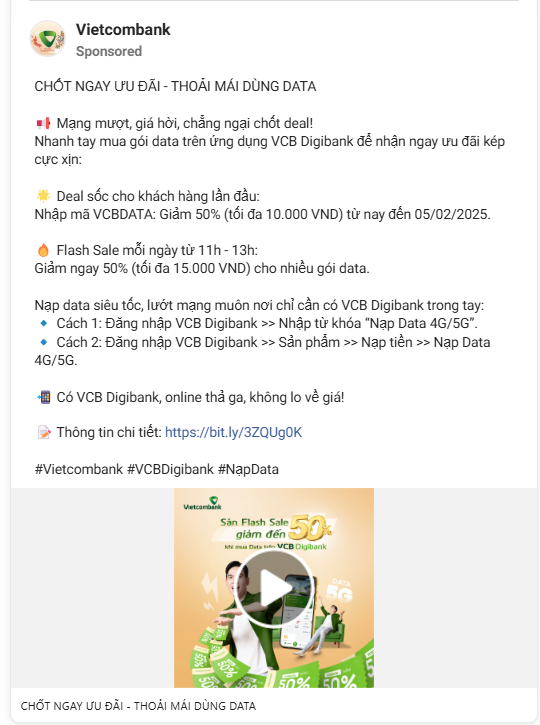 Vietcombank
Sponsored
CHỐT NGAY ƯU ĐÃI - THOẢI MÁI DÙNG DATA
📢 Mạng mượt, giá hời, chẳng ngại chốt deal!
Nhanh tay mua gói data trên ứng dụng VCB Digibank để nhận ngay ưu đãi kép
cực xịn:
🌟 Deal sốc cho khách hàng lần đầu:
Nhập mã VCBDATA: Giảm 50% (tối đa 10.000 VND) từ nay đến 05/02/2025.
🔥 Flash Sale mỗi ngày từ 11h - 13h:
Giảm ngay 50% (tối đa 15.000 VND) cho nhiều gói data.
Nạp data siêu tốc, lướt mạng muôn nơi chỉ cần có VCB Digibank trong tay:
🔹 Cách 1: Đăng nhập VCB Digibank >> Nhập từ khóa “Nạp Data 4G/5G”.
🔹 Cách 2: Đăng nhập VCB Digibank >> Sản phẩm >> Nạp tiền >> Nạp Data
4G/5G.
📲 Có VCB Digibank, online thả ga, không lo về giá!
📝 Thông tin chi tiết: https://bit.ly/3ZQUg0K
#Vietcombank #VCBDigibank #NạpData
Vietcombank
Săn Flash Sale
giảm đến 50%
Khi mua Data trên VCB Digibank
DATA
5G
50%
50%
50%
50%
50%
50%
CHỐT NGAY ƯU ĐÃI - THOẢI MÁI DÙNG DATA